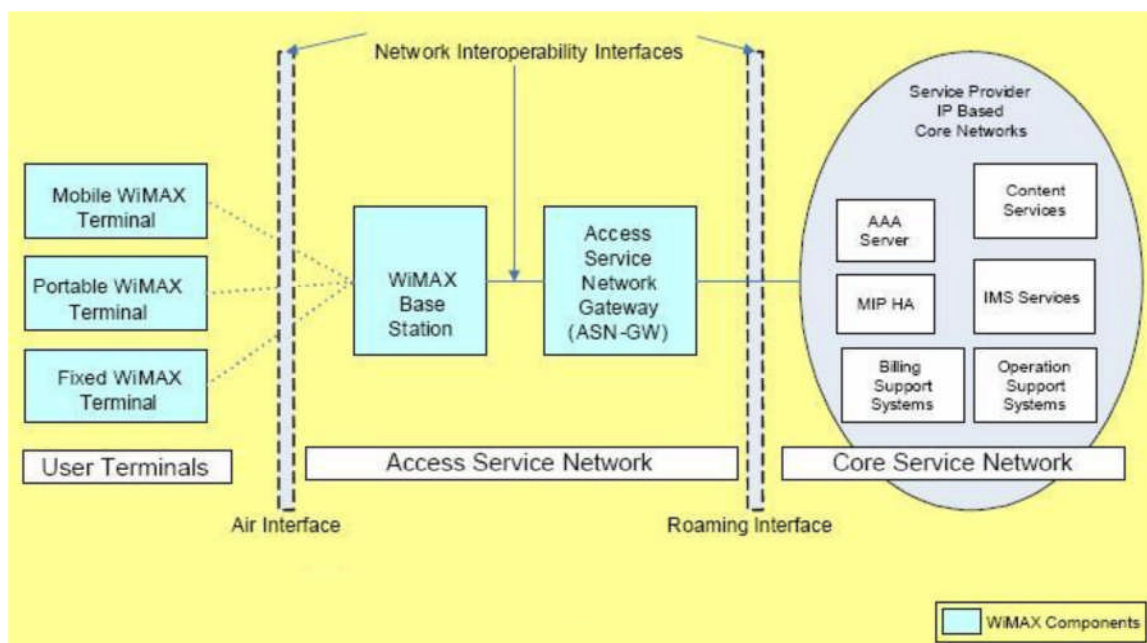 Network Interoperability Interfaces
Mobile WiMAX
Terminal
Portable WiMAX
Terminal
Fixed WiMAX
Terminal
User Terminals
Air Interface
WiMAX
Base
Station
Access
Service
Network
Gateway
(ASN-GW)
Access Service Network
Roaming Interface
Service Provider
IP Based
Core Networks
AAA
Server
Content
Services
MIP HA
IMS Services
Billing
Support
Systems
Operation
Support
Systems
Core Service Network
WiMAX Components